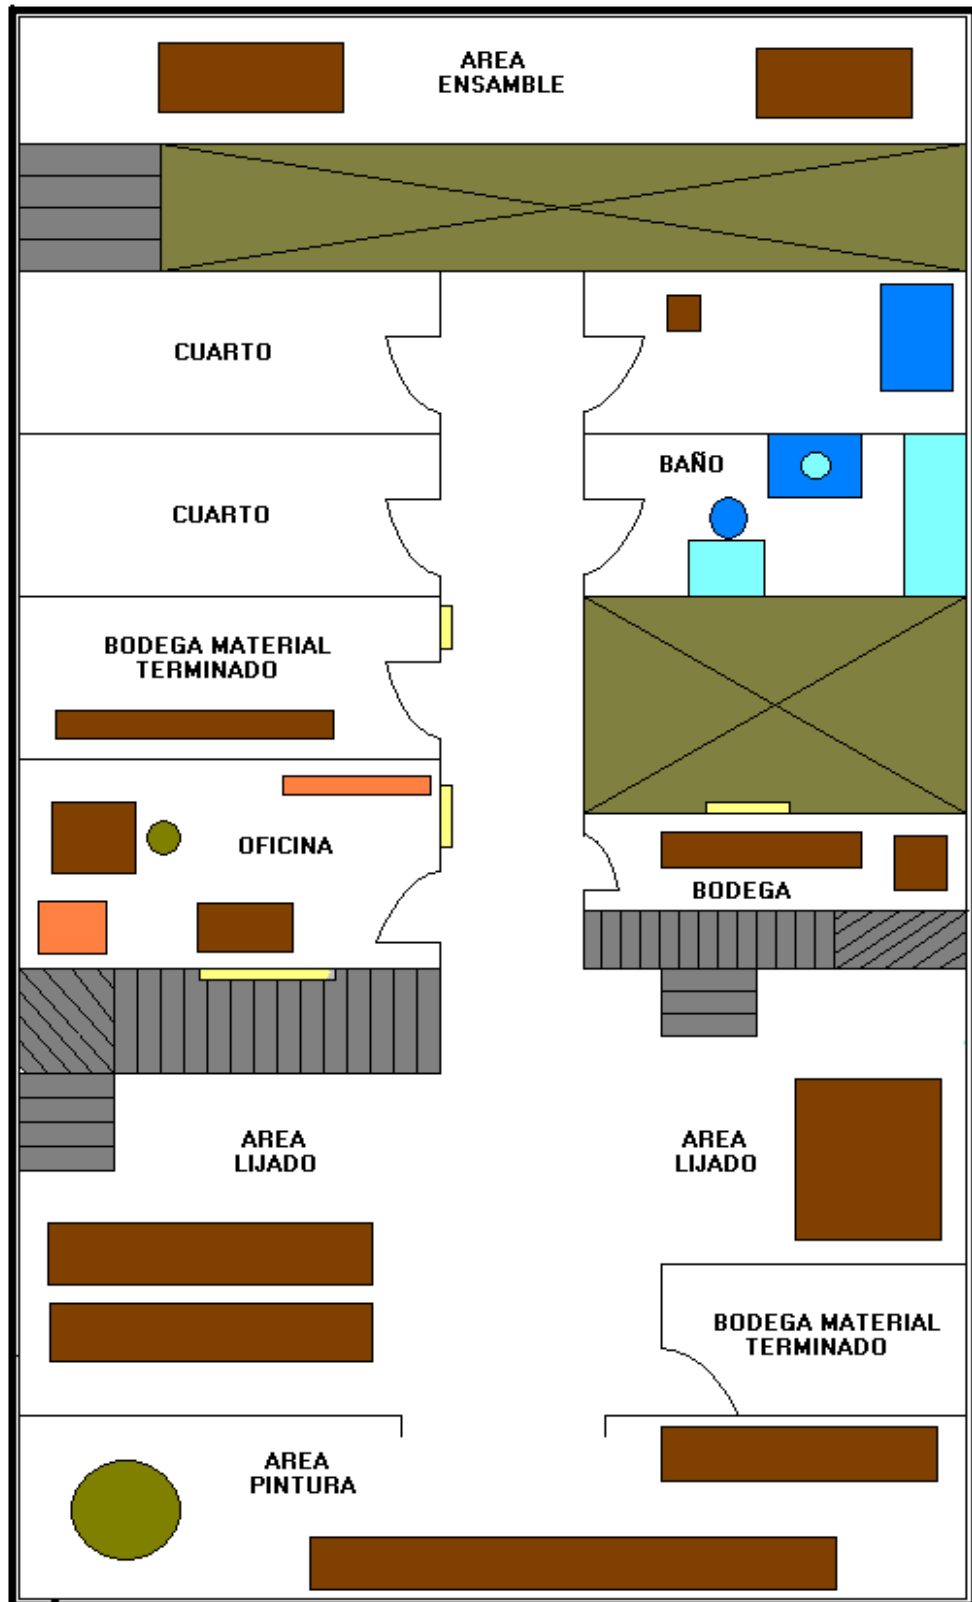 AREA
ENSAMBLE
CUARTO
BAÑO
CUARTO
BODEGA MATERIAL
TERMINADO
OFICINA
BODEGA
AREA
LIJADO
AREA
LIJADO
BODEGA MATERIAL
TERMINADO
AREA
PINTURA